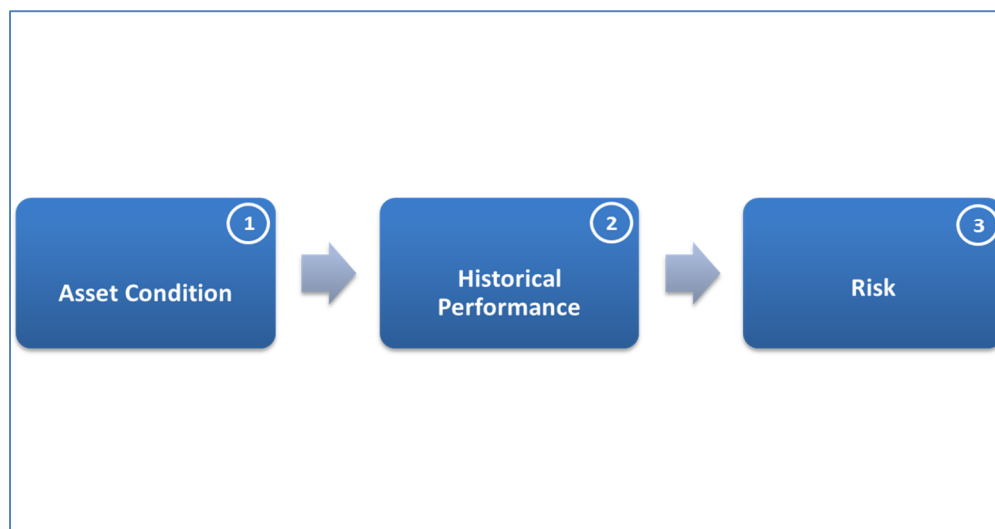 1
Asset Condition
2
Historical
Performance
3
Risk